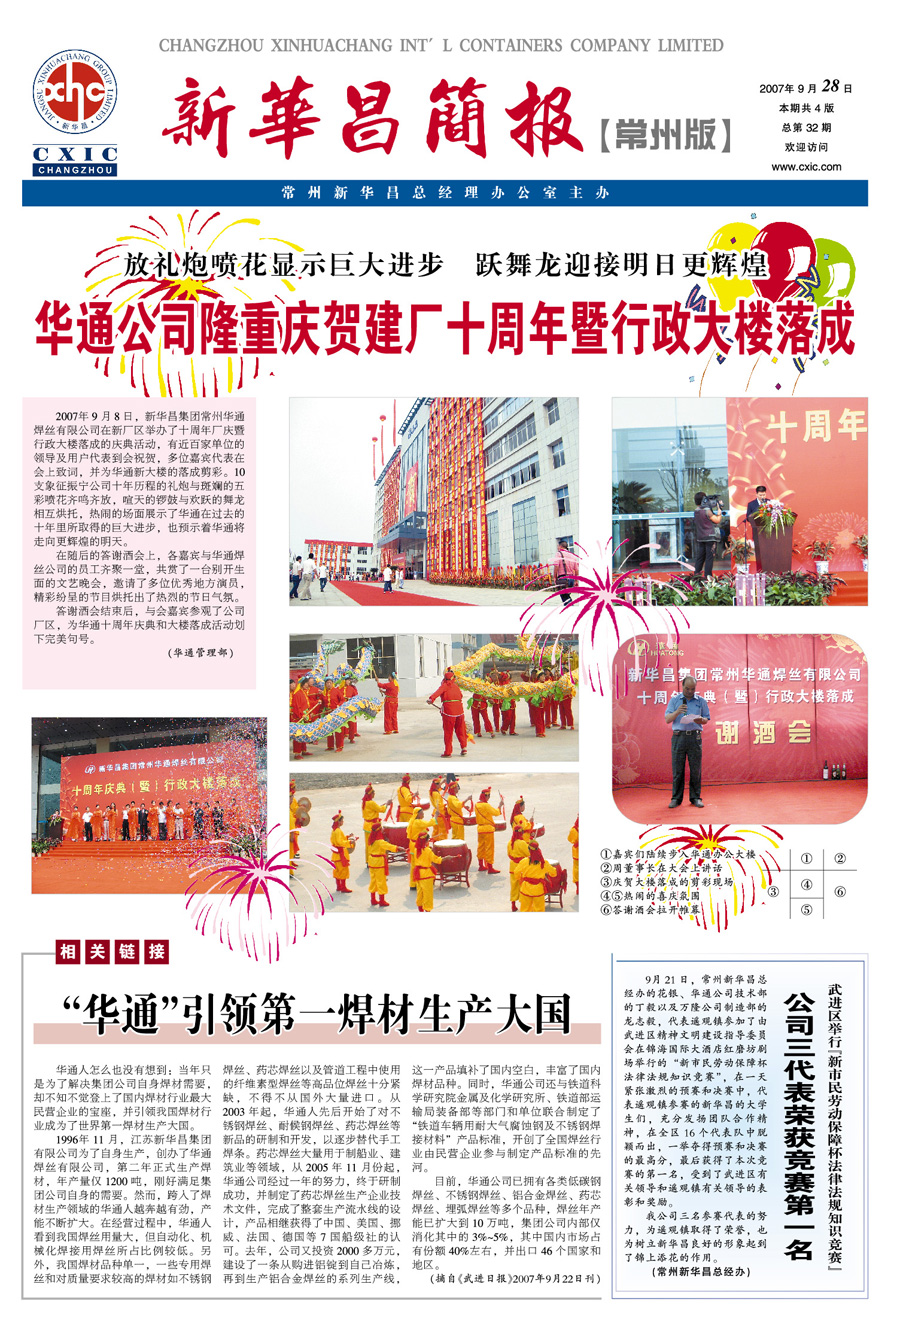 CHANGZHOU XINHUACHANG INT' L CONTAINERS COMPANY LIMITED
JIANGSU XINHUACHANG GROUP LIMITED
xhc
·新华昌·
CXIC
CHANGZHOU
新華昌簡报
【常州版】
2007年 9 月 28 日
本期共 4 版
总第 32 期
欢迎访问
www.cxic.com
常州新华昌总经理办公室主办
放礼炮喷花显示巨大进步 跃舞龙迎接明日更辉煌
华通公司隆重庆贺建厂十周年暨行政大楼落成
2007年 9 月 8 日，新华昌集团常州华通
焊丝有限公司在新厂区举办了十周年厂庆暨
行政大楼落成的庆典活动，有近百家单位的
领导及用户代表到会祝贺，多位嘉宾代表在
会上致词，并为华通新大楼的落成剪彩。10
支象征振宁公司十年历程的礼炮与斑斓的五
彩喷花齐鸣齐放，喧天的锣鼓与欢跃的舞龙
相互烘托，热闹的场面展示了华通在过去的
十年里所取得的巨大进步，也预示着华通将
走向更辉煌的明天。
在随后的答谢酒会上，各嘉宾与华通焊
丝公司的员工齐聚一堂，共赏了一台别开生
面的文艺晚会，邀请了多位优秀地方演员，
精彩纷呈的节目烘托出了热烈的节日气氛。
答谢酒会结束后，与会嘉宾参观了公司
厂区，为华通十周年庆典和大楼落成活动划
下完美句号。
(华通管理部)
十周年
HUATONG
新华昌集团常州华通焊丝有限公司
十周年庆典（暨）行政大楼落成
谢酒会
新华昌集团常州华通焊丝有限公司
十周年庆典（暨）行政大楼落成
①嘉宾们陆续步入华通办公大楼
②周董事长在大会上讲话
③庆贺大楼落成的剪彩现场
④⑤热闹的喜庆氛围
⑥答谢酒会拉开帷幕
① ②
③ ④ ⑥
⑤
相关链接
“华通”引领第一焊材生产大国
华通人怎么也没有想到：当年只
是为了解决集团公司自身焊材需要，
却不知不觉登上了国内焊材行业最大
民营企业的宝座，并引领我国焊材行
业成为了世界第一焊材生产大国。
1996年 11 月，江苏新华昌集团
有限公司为了自身生产，创办了华通
焊丝有限公司，第二年正式生产焊
材，年产量仅 1200 吨，刚好满足集
团公司自身的需要。然而，跨入了焊
材生产领域的华通人越奔越有劲，产
能不断扩大。在经营过程中，华通人
看到我国焊丝用量大，但自动化、机
械化焊接用焊丝所占比例较低。另
外，我国焊材品种单一，一些专用焊
丝和对质量要求较高的焊材如不锈钢
焊丝、药芯焊丝以及管道工程中使用
的纤维素型焊丝等高品位焊丝十分紧
缺，不得不从国外大量进口。从
2003 年起，华通人先后开始了对不
锈钢焊丝、耐候钢焊丝、药芯焊丝等
新品的研制和开发，以逐步替代手工
焊条。药芯焊丝大量用于制船业、建
筑业等领域，从 2005 年 11 月份起，
华通公司经过一年的努力，终于研制
成功，并制定了药芯焊丝生产企业技
术文件，完成了整套生产流水线的设
计，产品相继获得了中国、美国、挪
威、法国、德国等 7 国船级社的认
可。去年，公司又投资 2000 多万元，
建设了一条从购进铝锭到自己冶炼，
再到生产铝合金焊丝的系列生产线，
这一产品填补了国内空白，丰富了国内
焊材品种。同时，华通公司还与铁道科
学研究院金属及化学研究所、铁道部运
输局装备部等部门和单位联合制定了
“铁道车辆用耐大气腐蚀钢及不锈钢焊
接材料”产品标准，开创了全国焊丝行
业由民营企业参与制定产品标准的先
河。
目前，华通公司已拥有各类低碳钢
焊丝、不锈钢焊丝、铝合金焊丝、药芯
焊丝、埋弧焊丝等多个品种，焊丝年产
能已扩大到 10 万吨，集团公司内部仅
消化其中的 3%~5%，其中国内市场占
有份额 40%左右，并出口 46 个国家和
地区。
(摘自《武进日报》2007年9月22日刊)
武进区举行『新市民劳动保障杯法律法规知识竞赛』
公司三代表荣获竞赛第一名
9月 21 日，常州新华昌总
经办的花银、华通公司技术部
的丁毅以及万隆公司制造部的
龙志毅，代表遥观镇参加了由
武进区精神文明建设指导委员
会在锦海国际大酒店红磨坊剧
场举行的“新市民劳动保障杯
法律法规知识竞赛”，在一天
紧张激烈的预赛和决赛中，代
表遥观镇参赛的新华昌的大学
生们，充分发扬团队合作精
神，在全区 16 个代表队中脱
颖而出，一举夺得预赛和决赛
的最高分，最后获得了本次竞
赛的第一名，受到了武进区有
关领导和遥观镇有关领导的表
彰和奖励。
我公司三名参赛代表的努
力，为遥观镇取得了荣誉，也
为树立新华昌良好的形象起到
了锦上添花的作用。
(常州新华昌总经办)